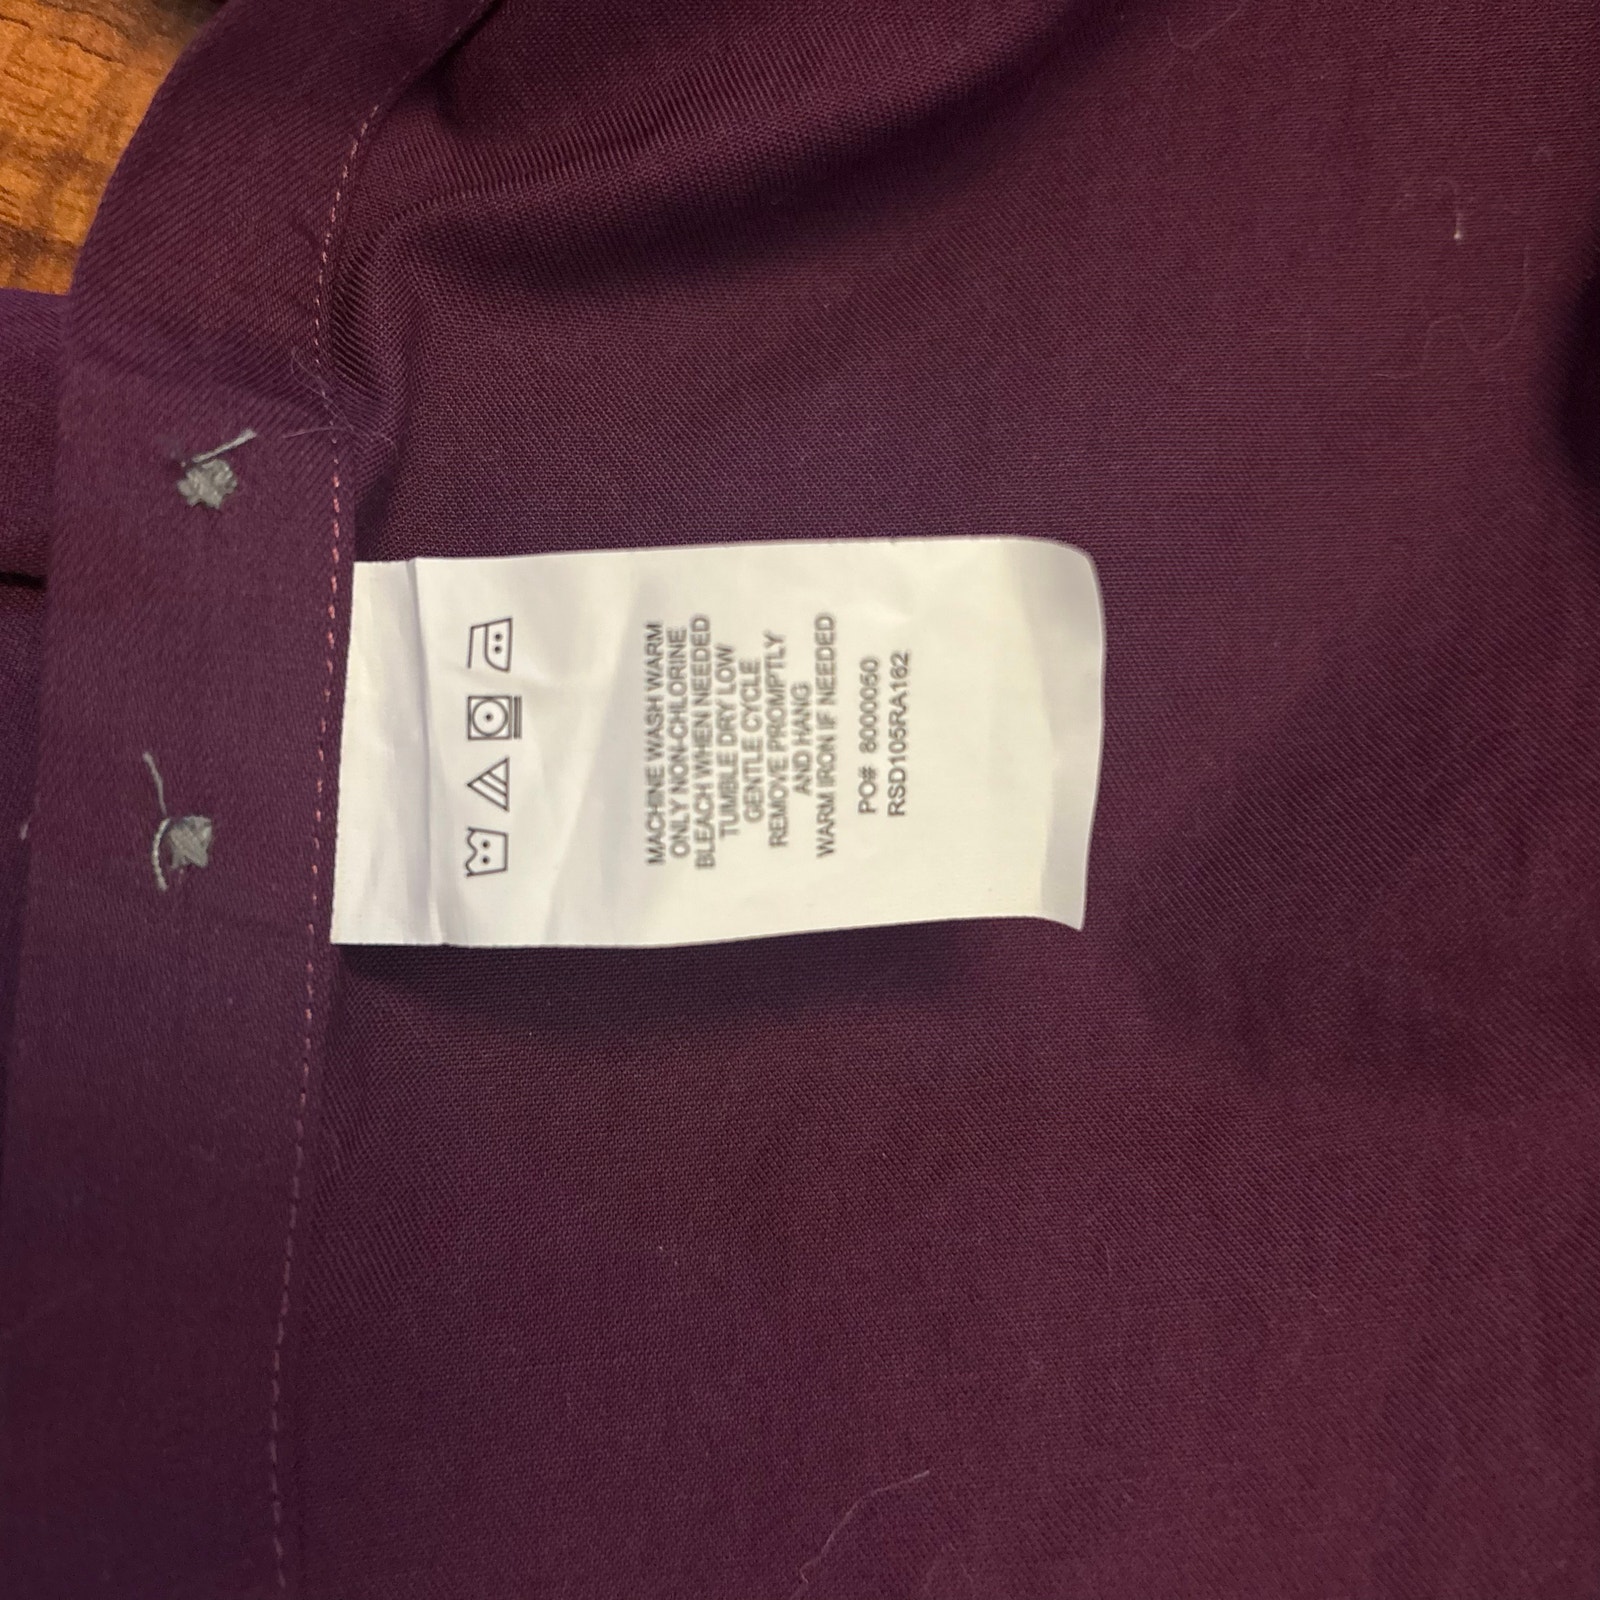 MACHINE WASH WARM
ONLY NON-CHLORINE
BLEACH WHEN NEEDED
TUMBLE DRY LOW
GENTLE CYCLE
REMOVE PROMPTLY
AND HANG
WARM IRON IF NEEDED
PO# 8000050
RSD105RA162